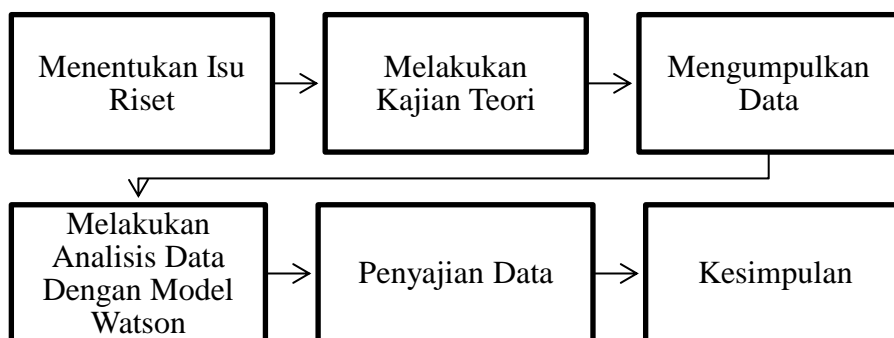 Menentukan Isu
Riset
Melakukan
Kajian Teori
Mengumpulkan
Data
Melakukan
Analisis Data
Dengan Model
Watson
Penyajian Data
Kesimpulan